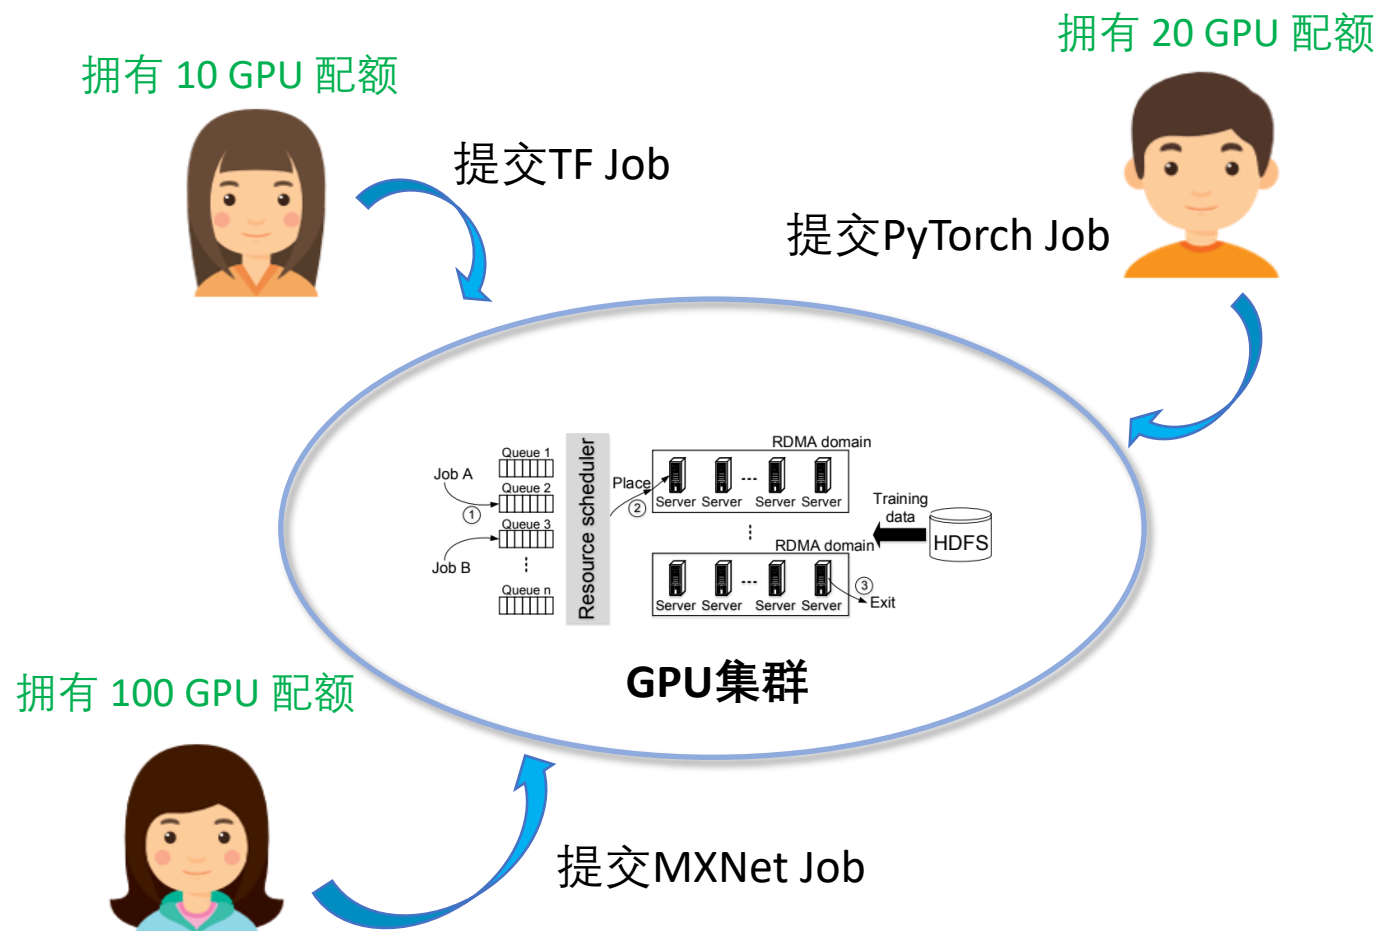 拥有 20 GPU 配额
拥有 10 GPU 配额
提交TF Job
提交PyTorch Job
RDMA domain
Queue 1
Job A
Place
Queue 2
①
②
Server Server Server Server
Training
data
Queue 3
Resource scheduler
HDFS
RDMA domain
Job B
Queue n
③
Exit
Server Server Server Server
GPU集群
拥有 100 GPU 配额
提交MXNet Job